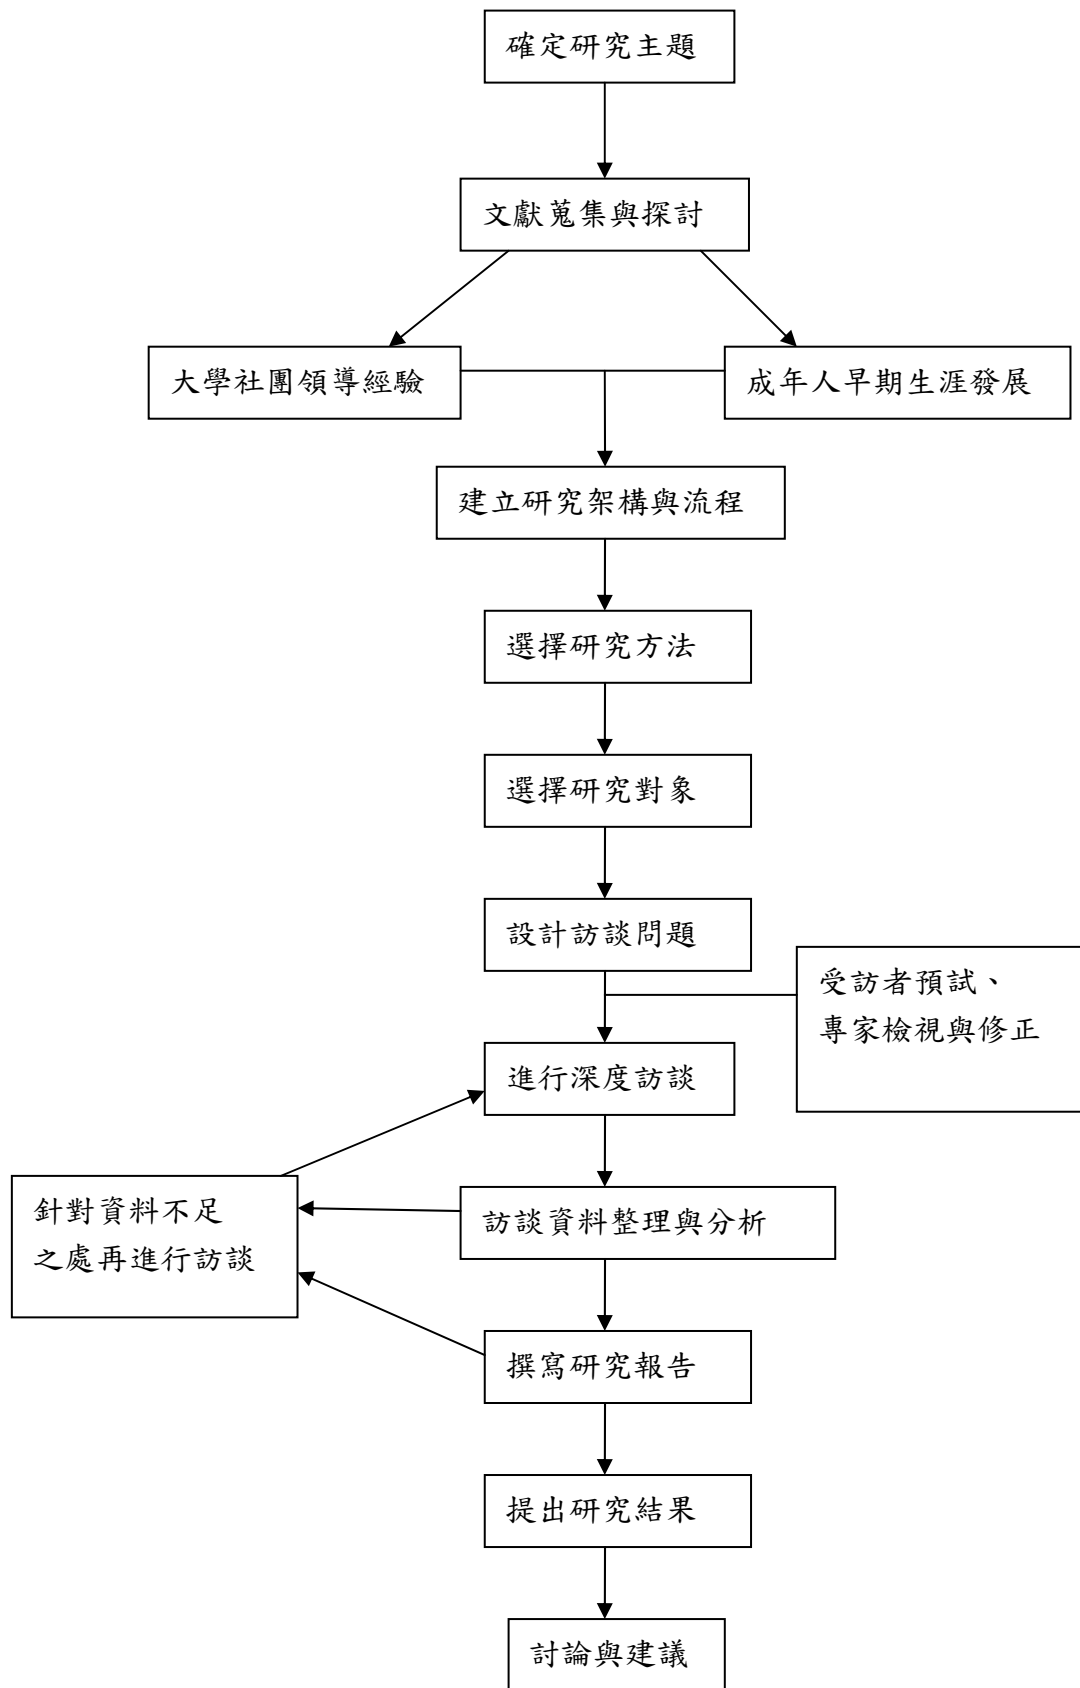 確定研究主題
文獻蒐集與探討
大學社團領導經驗
成年人早期生涯發展
建立研究架構與流程
選擇研究方法
選擇研究對象
設計訪談問題
受訪者預試、
專家檢視與修正
進行深度訪談
針對資料不足
之處再進行訪談
訪談資料整理與分析
撰寫研究報告
提出研究結果
討論與建議